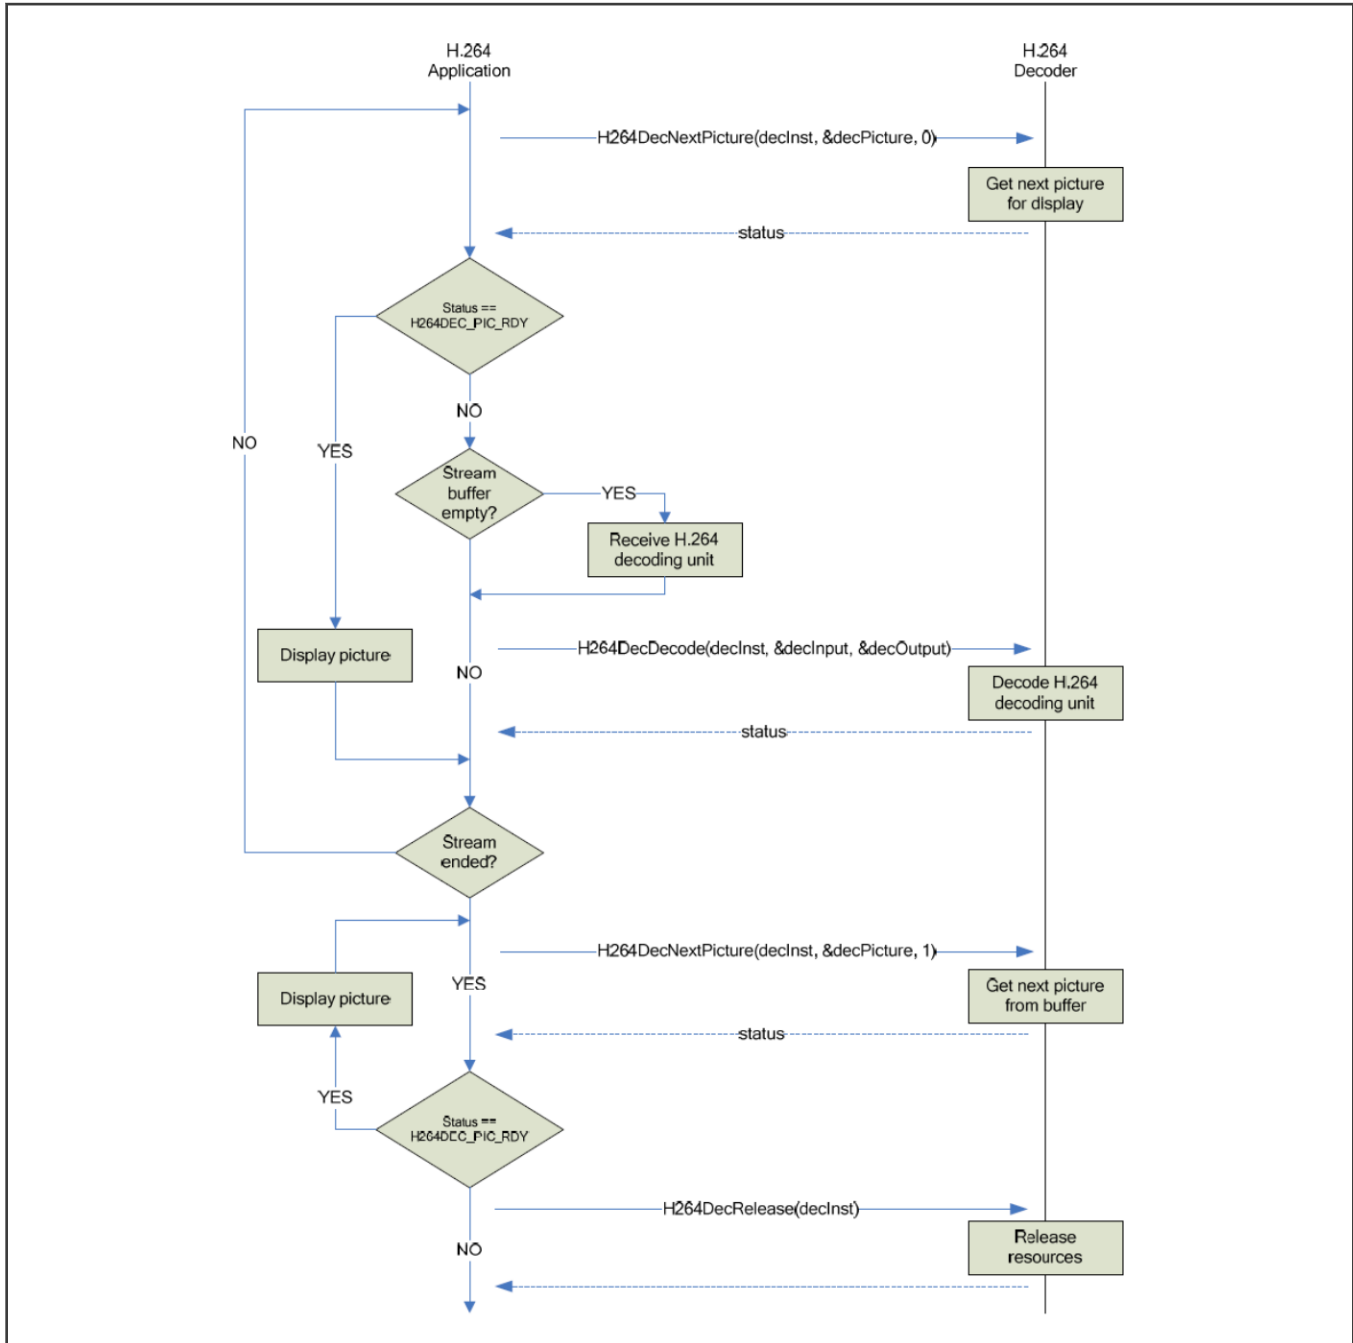 H.264
Application
H.264
Decoder
H264DecNextPicture(decInst, &decPicture, 0)
Get next picture
for display
status
Status ==
H264DEC_PIC_RDY
NO
NO
YES
Stream
buffer
empty?
YES
Receive H.264
decoding unit
Display picture
H264DecDecode(decInst, &decInput, &decOutput)
NO
Decode H.264
decoding unit
status
Stream
ended?
H264DecNextPicture(decInst, &decPicture, 1)
YES
Display picture
Get next picture
from buffer
status
YES
Status ==
H264DEC_PIC_RDY
H264DecRelease(decInst)
NO
Release
resources